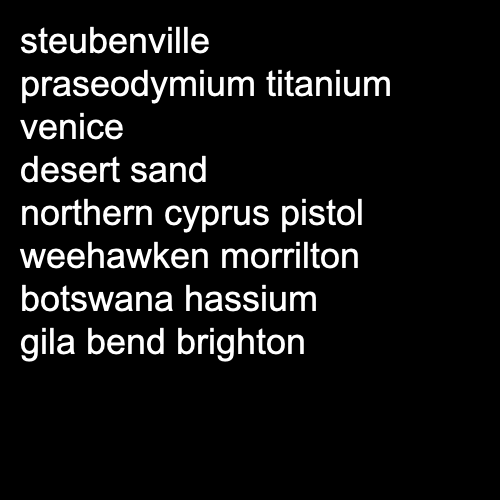 steubenville
praseodymium titanium
venice
desert sand
northern cyprus pistol
weehawken morrilton
botswana hassium
gila bend brighton